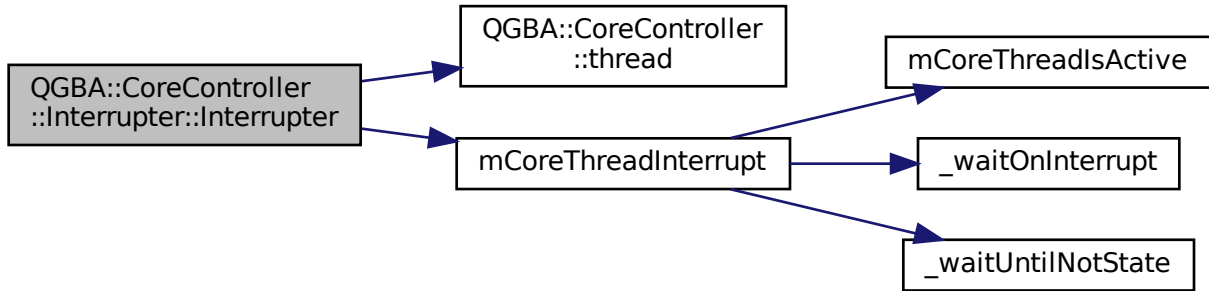 QGBA::CoreController
::Interrupter::Interrupter
QGBA::CoreController
::thread
mCoreThreadInterrupt
mCoreThreadIsActive
_waitOnInterrupt
_waitUntilNotState